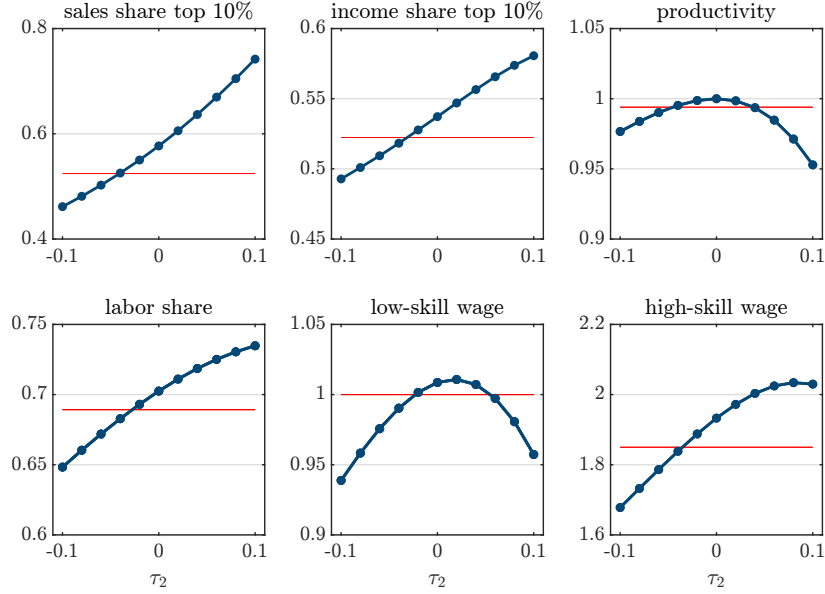 sales share top 10%
income share top 10%
productivity
0.8
0.6
0.4
-0.1 0 0.1
0.6
0.55
0.5
0.45
-0.1 0 0.1
1.05
1
0.95
0.9
-0.1 0 0.1
labor share
low-skill wage
high-skill wage
0.75
0.7
0.65
0.6
-0.1 0 0.1
τ2
1.05
1
0.95
0.9
-0.1 0 0.1
τ2
2.2
2
1.8
1.6
-0.1 0 0.1
τ2